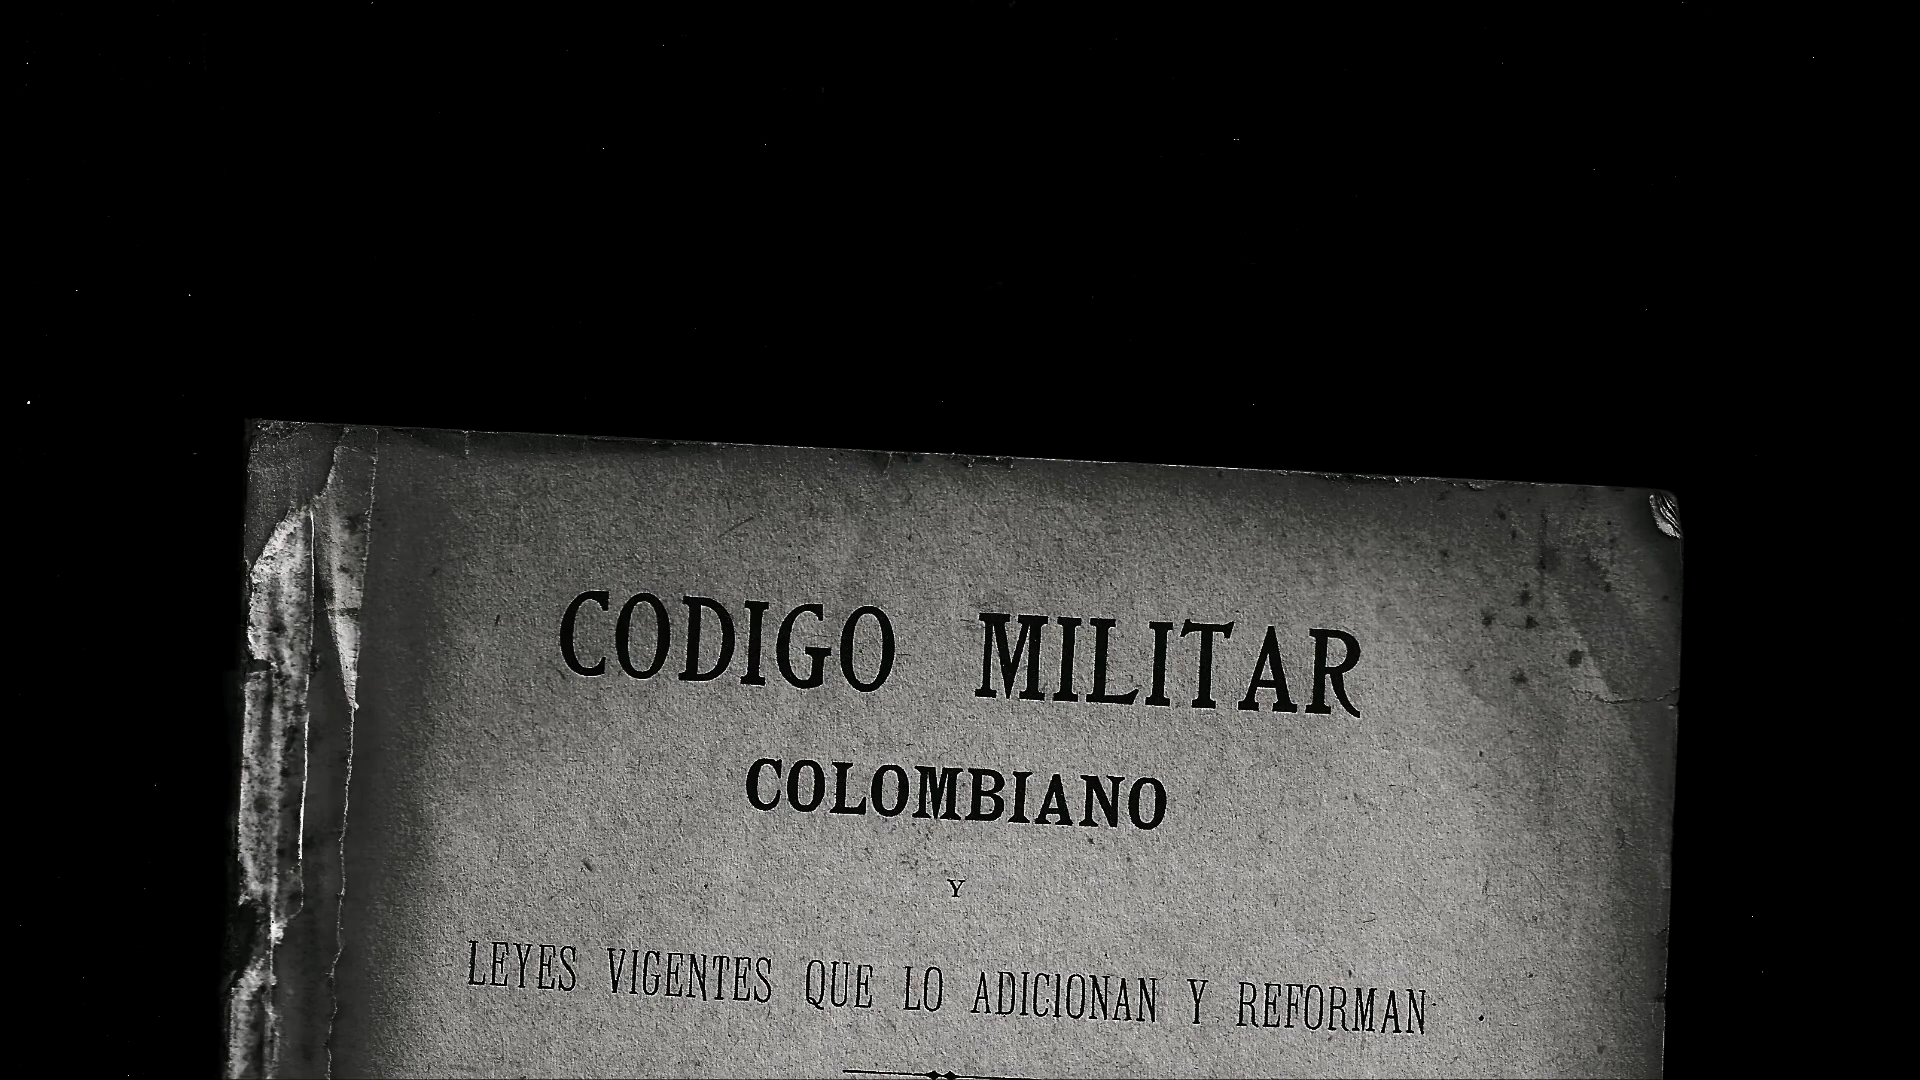 CODIGO MILITAR
COLOMBIANO
Y
LEYES VIGENTES QUE LO ADICIONAN Y REFORMAN